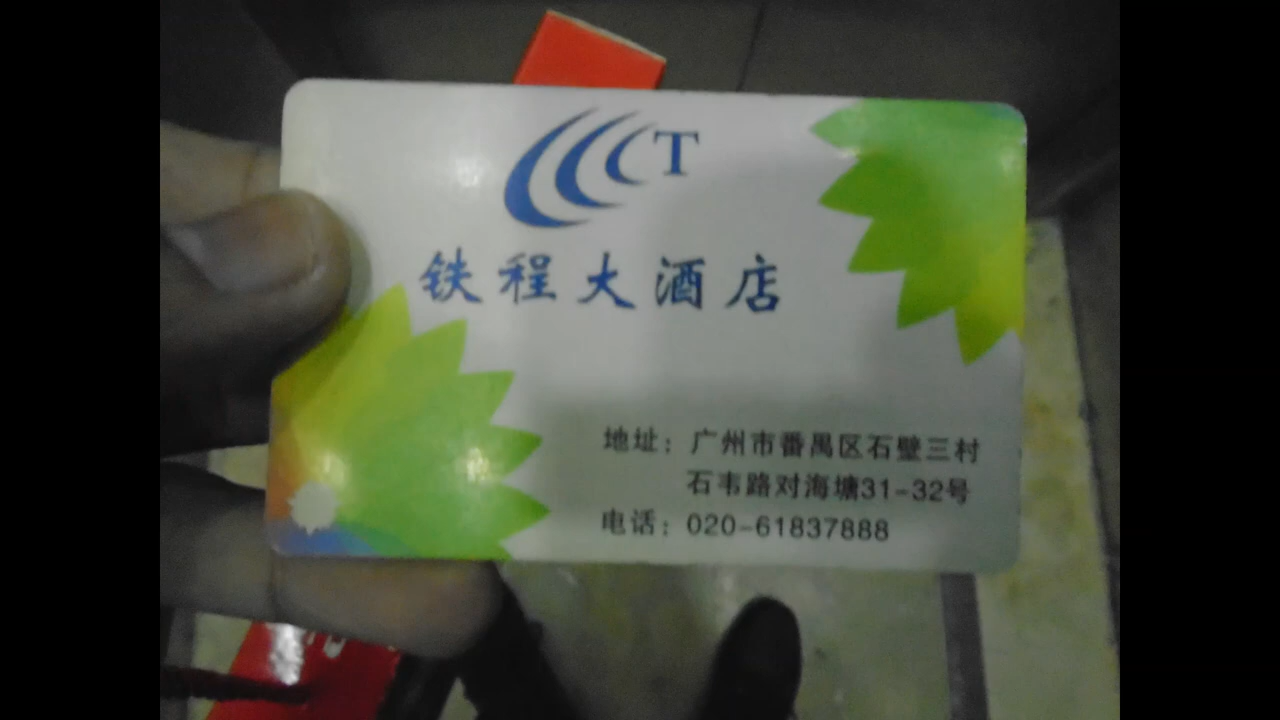 T
铁程大酒店
地址：广州市番禺区石壁三村
石韦路对海塘31-32号
电话：020-61837888